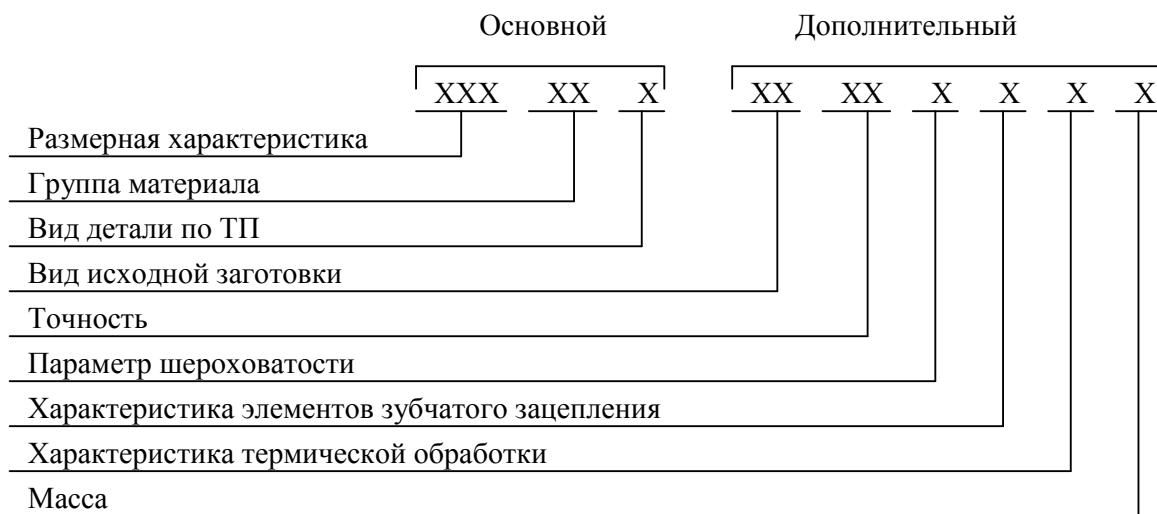 Основной Дополнительный
XXX XX X XX XX X X X X
Размерная характеристика
Группа материала
Вид детали по ТП
Вид исходной заготовки
Точность
Параметр шероховатости
Характеристика элементов зубчатого зацепления
Характеристика термической обработки
Масса